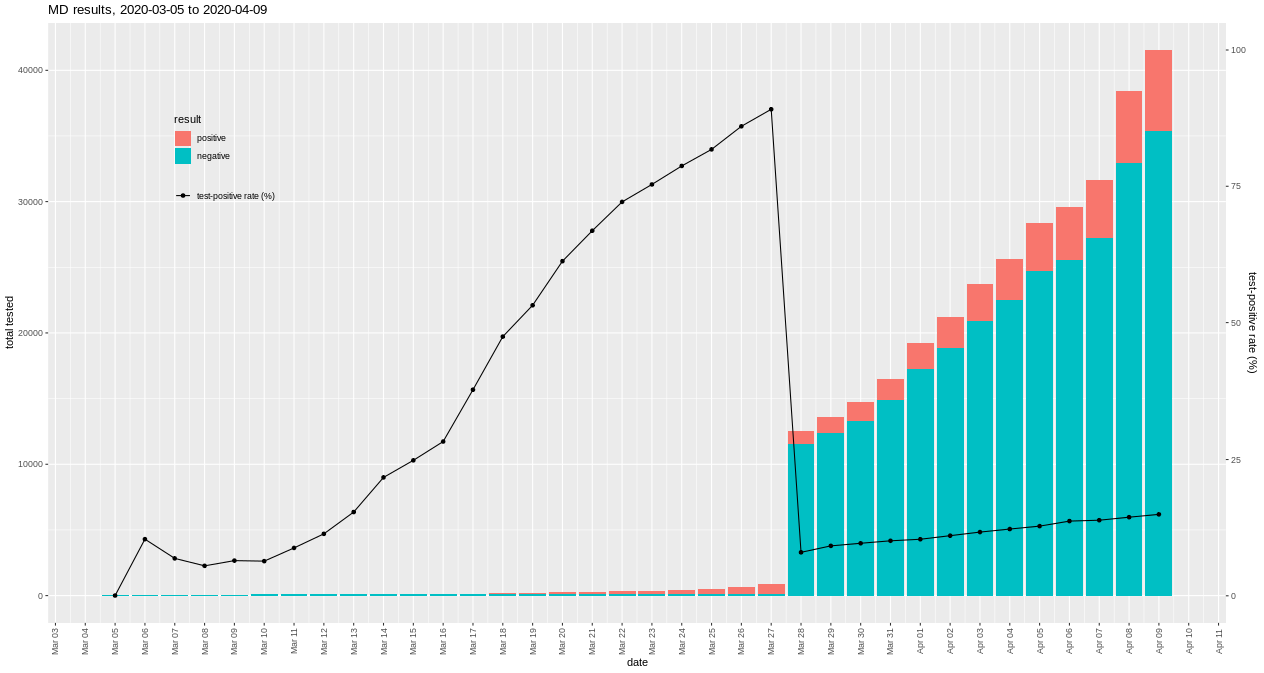 MD results, 2020-03-05 to 2020-04-09
total tested
40000
30000
20000
10000
0
result
positive
negative
test-positive rate (%)
100
75
50
25
0
test-positive rate (%)
Mar 03
Mar 04
Mar 05
Mar 06
Mar 07
Mar 08
Mar 09
Mar 10
Mar 11
Mar 12
Mar 13
Mar 14
Mar 15
Mar 16
Mar 17
Mar 18
Mar 19
Mar 20
Mar 21
Mar 22
Mar 23
Mar 24
Mar 25
Mar 26
Mar 27
Mar 28
Mar 29
Mar 30
Mar 31
Apr 01
Apr 02
Apr 03
Apr 04
Apr 05
Apr 06
Apr 07
Apr 08
Apr 09
Apr 10
Apr 11
date